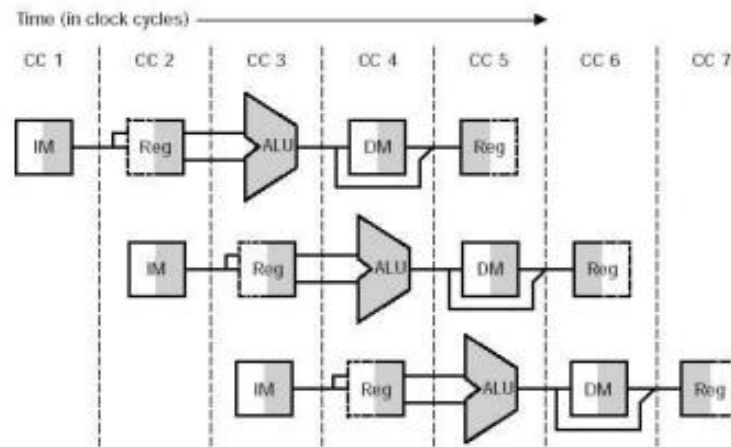 Time (in clock cycles)
CC 1 CC 2 CC 3 CC 4 CC 5 CC 6 CC 7
IM Reg ALU DM Reg
IM Reg ALU DM Reg
IM Reg ALU DM Reg